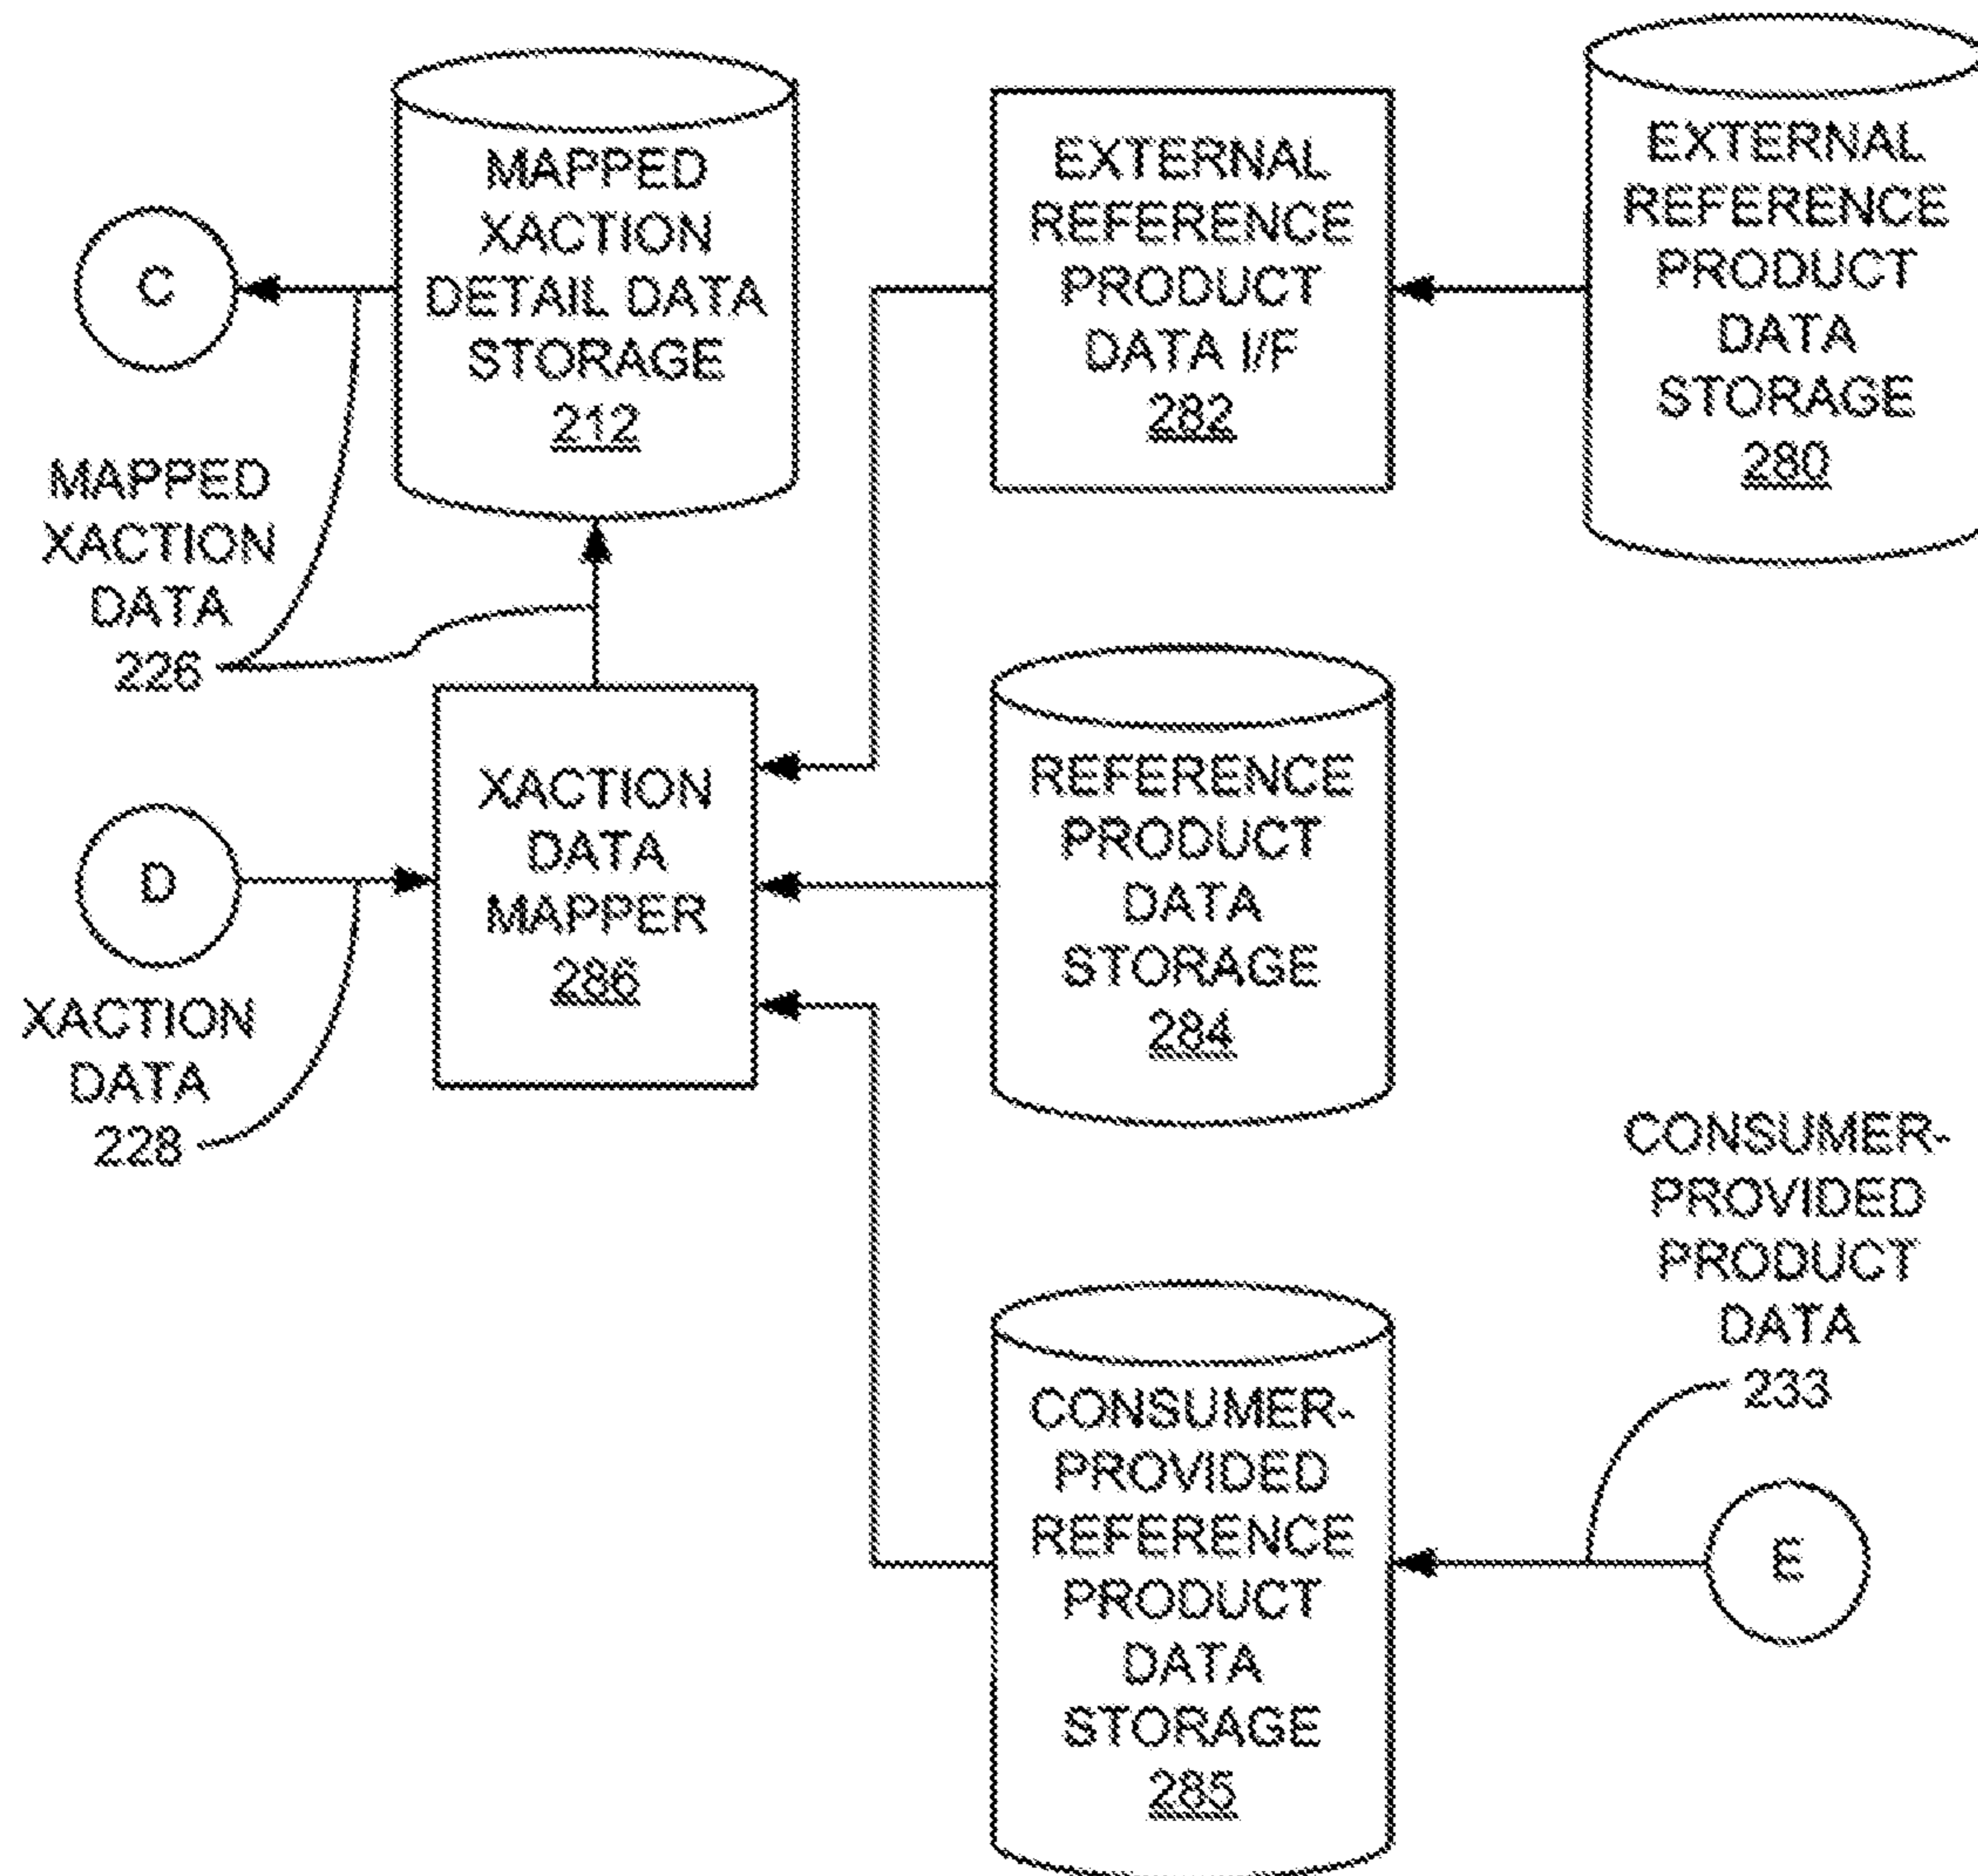 MAPPED
XACTION
DETAIL DATA
STORAGE
212
EXTERNAL
REFERENCE
PRODUCT
DATA I/F
282
EXTERNAL
REFERENCE
PRODUCT
DATA
STORAGE
280
C
MAPPED
XACTION
DATA
226
XACTION
DATA
MAPPER
286
REFERENCE
PRODUCT
DATA
STORAGE
284
D
XACTION
DATA
228
CONSUMER-
PROVIDED
PRODUCT
DATA
233
CONSUMER-
PROVIDED
REFERENCE
PRODUCT
DATA
STORAGE
285
E